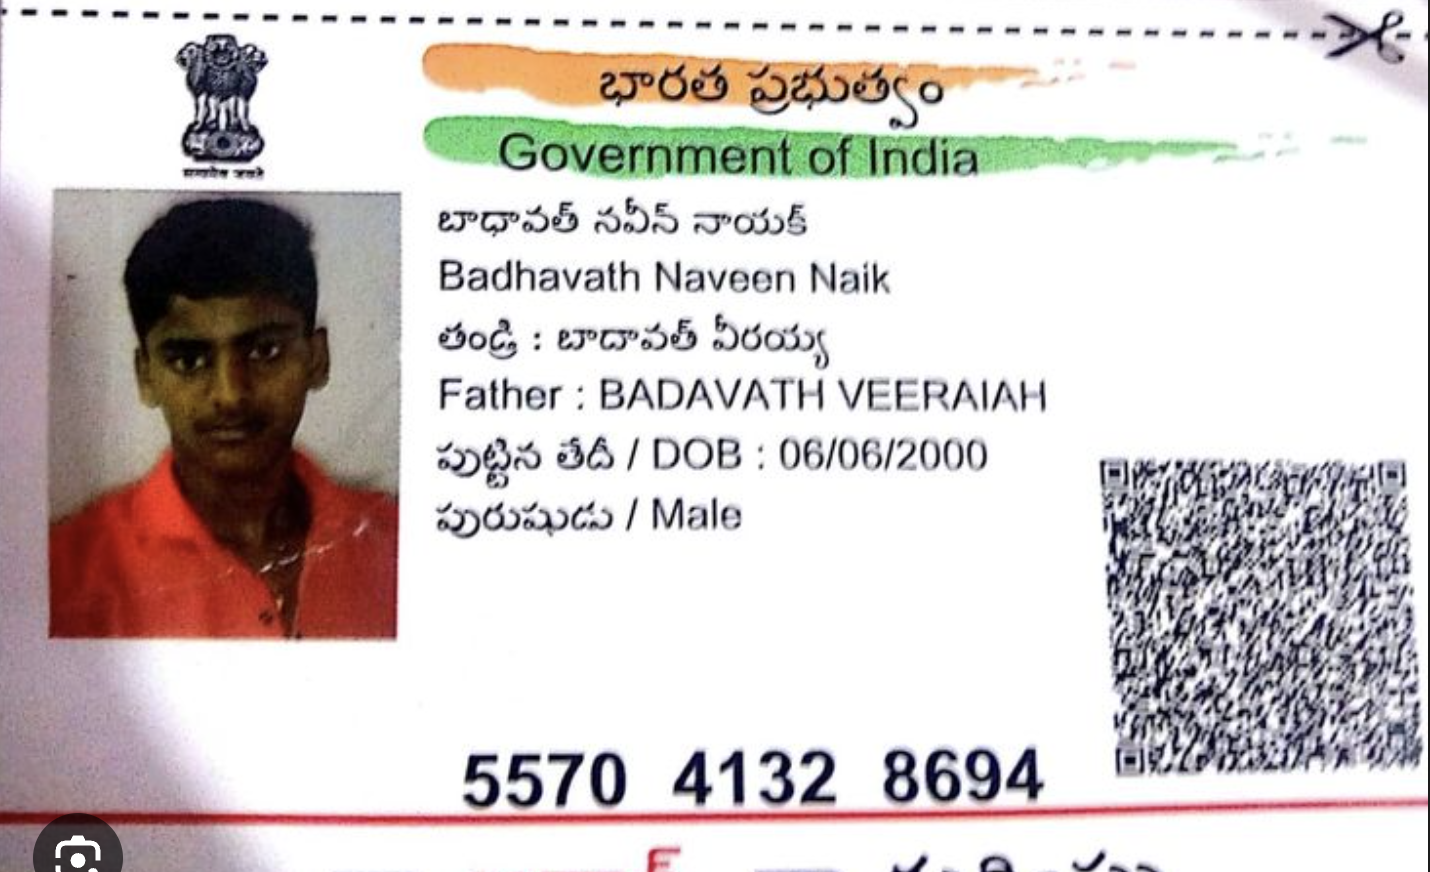 సత్యమేవ జయతే
భారత ప్రభుత్వం
Government of India
బాధావత్ నవీన్ నాయక్
Badhavath Naveen Naik
తండ్రి : బాదావత్ వీరయ్య
Father : BADAVATH VEERAIAH
పుట్టిన తేదీ / DOB : 06/06/2000
పురుషుడు / Male
5570 4132 8694